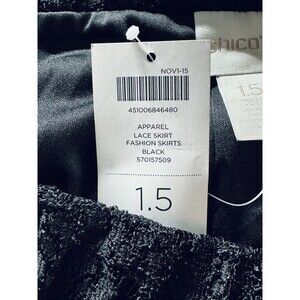 NOV1-15
451006846480
APPAREL
LACE SKIRT
FASHION SKIRTS
BLACK
570157509
1.5
chico's
1.5